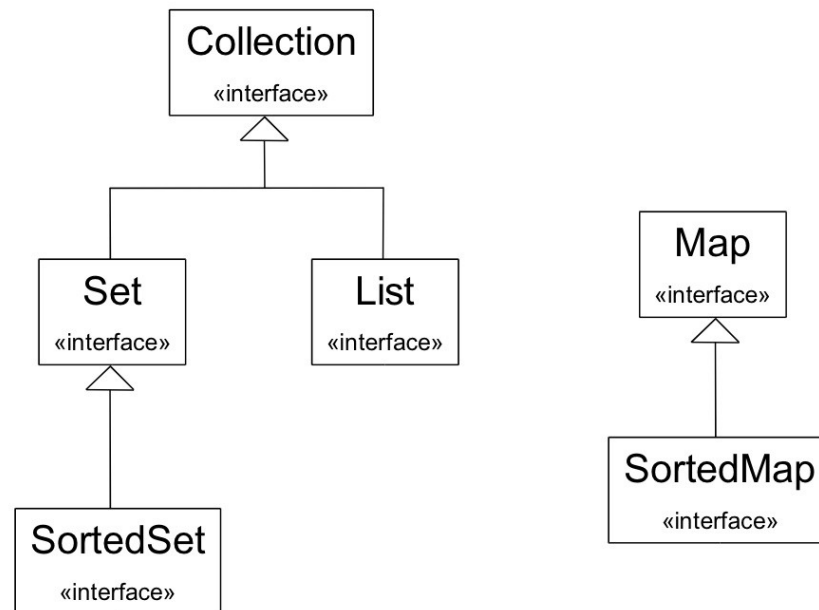 Collection
«interface»
Set
«interface»
List
«interface»
Map
«interface»
SortedSet
«interface»
SortedMap
«interface»